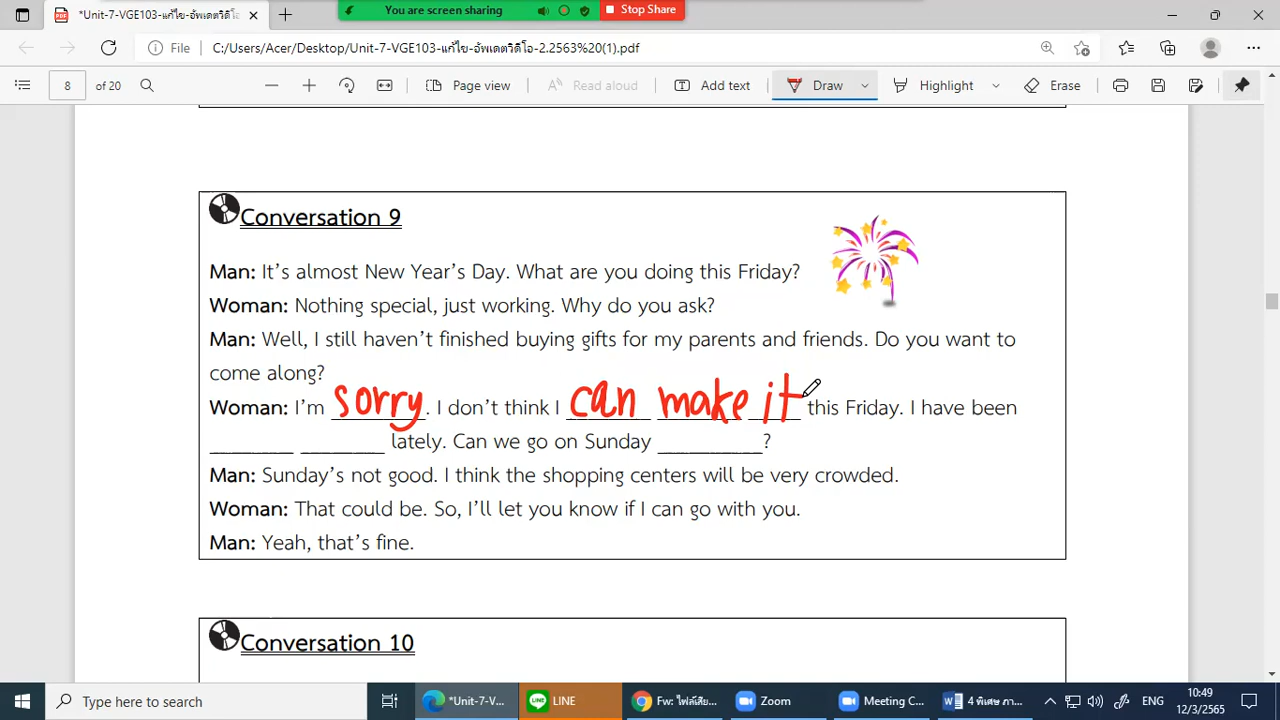 *Unit-7-VGE103-แก้ไข-อัพเดตวิดีโอ
You are screen sharing
Stop Share
File C:/Users/Acer/Desktop/Unit-7-VGE103-แก้ไข-อัพเดตวิดีโอ-2.2563%20(1).pdf
8 of 20 Page view Read aloud Add text Draw Highlight Erase
Conversation 9
Man: It's almost New Year's Day. What are you doing this Friday?
Woman: Nothing special, just working. Why do you ask?
Man: Well, I still haven't finished buying gifts for my parents and friends. Do you want to
come along?
Woman: I'm sorry. I don't think I can make it this Friday. I have been
________ ________ lately. Can we go on Sunday __________?
Man: Sunday's not good. I think the shopping centers will be very crowded.
Woman: That could be. So, I'll let you know if I can go with you.
Man: Yeah, that's fine.
Conversation 10
Type here to search
*Unit-7-V... LINE Fw: ไฟล์เสีย... Zoom Meeting C... 4 พิเศษ ภา... ENG 10:49
12/3/2565